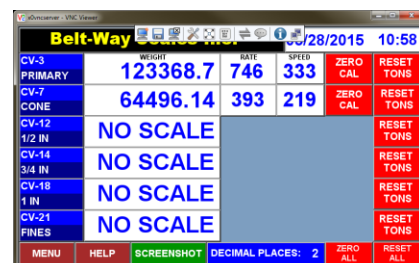 x0vncserver - VNC Viewer
Belt-Way Scales Inc. /28/2015 10:58
WEIGHT RATE SPEED
CV-3 PRIMARY 123368.7 746 333 ZERO CAL RESET TONS
CV-7 CONE 64496.14 393 219 ZERO CAL RESET TONS
CV-12 1/2 IN NO SCALE RESET TONS
CV-14 3/4 IN NO SCALE RESET TONS
CV-18 1 IN NO SCALE RESET TONS
CV-21 FINES NO SCALE RESET TONS
MENU HELP SCREENSHOT DECIMAL PLACES: 2 ZERO ALL RESET ALL